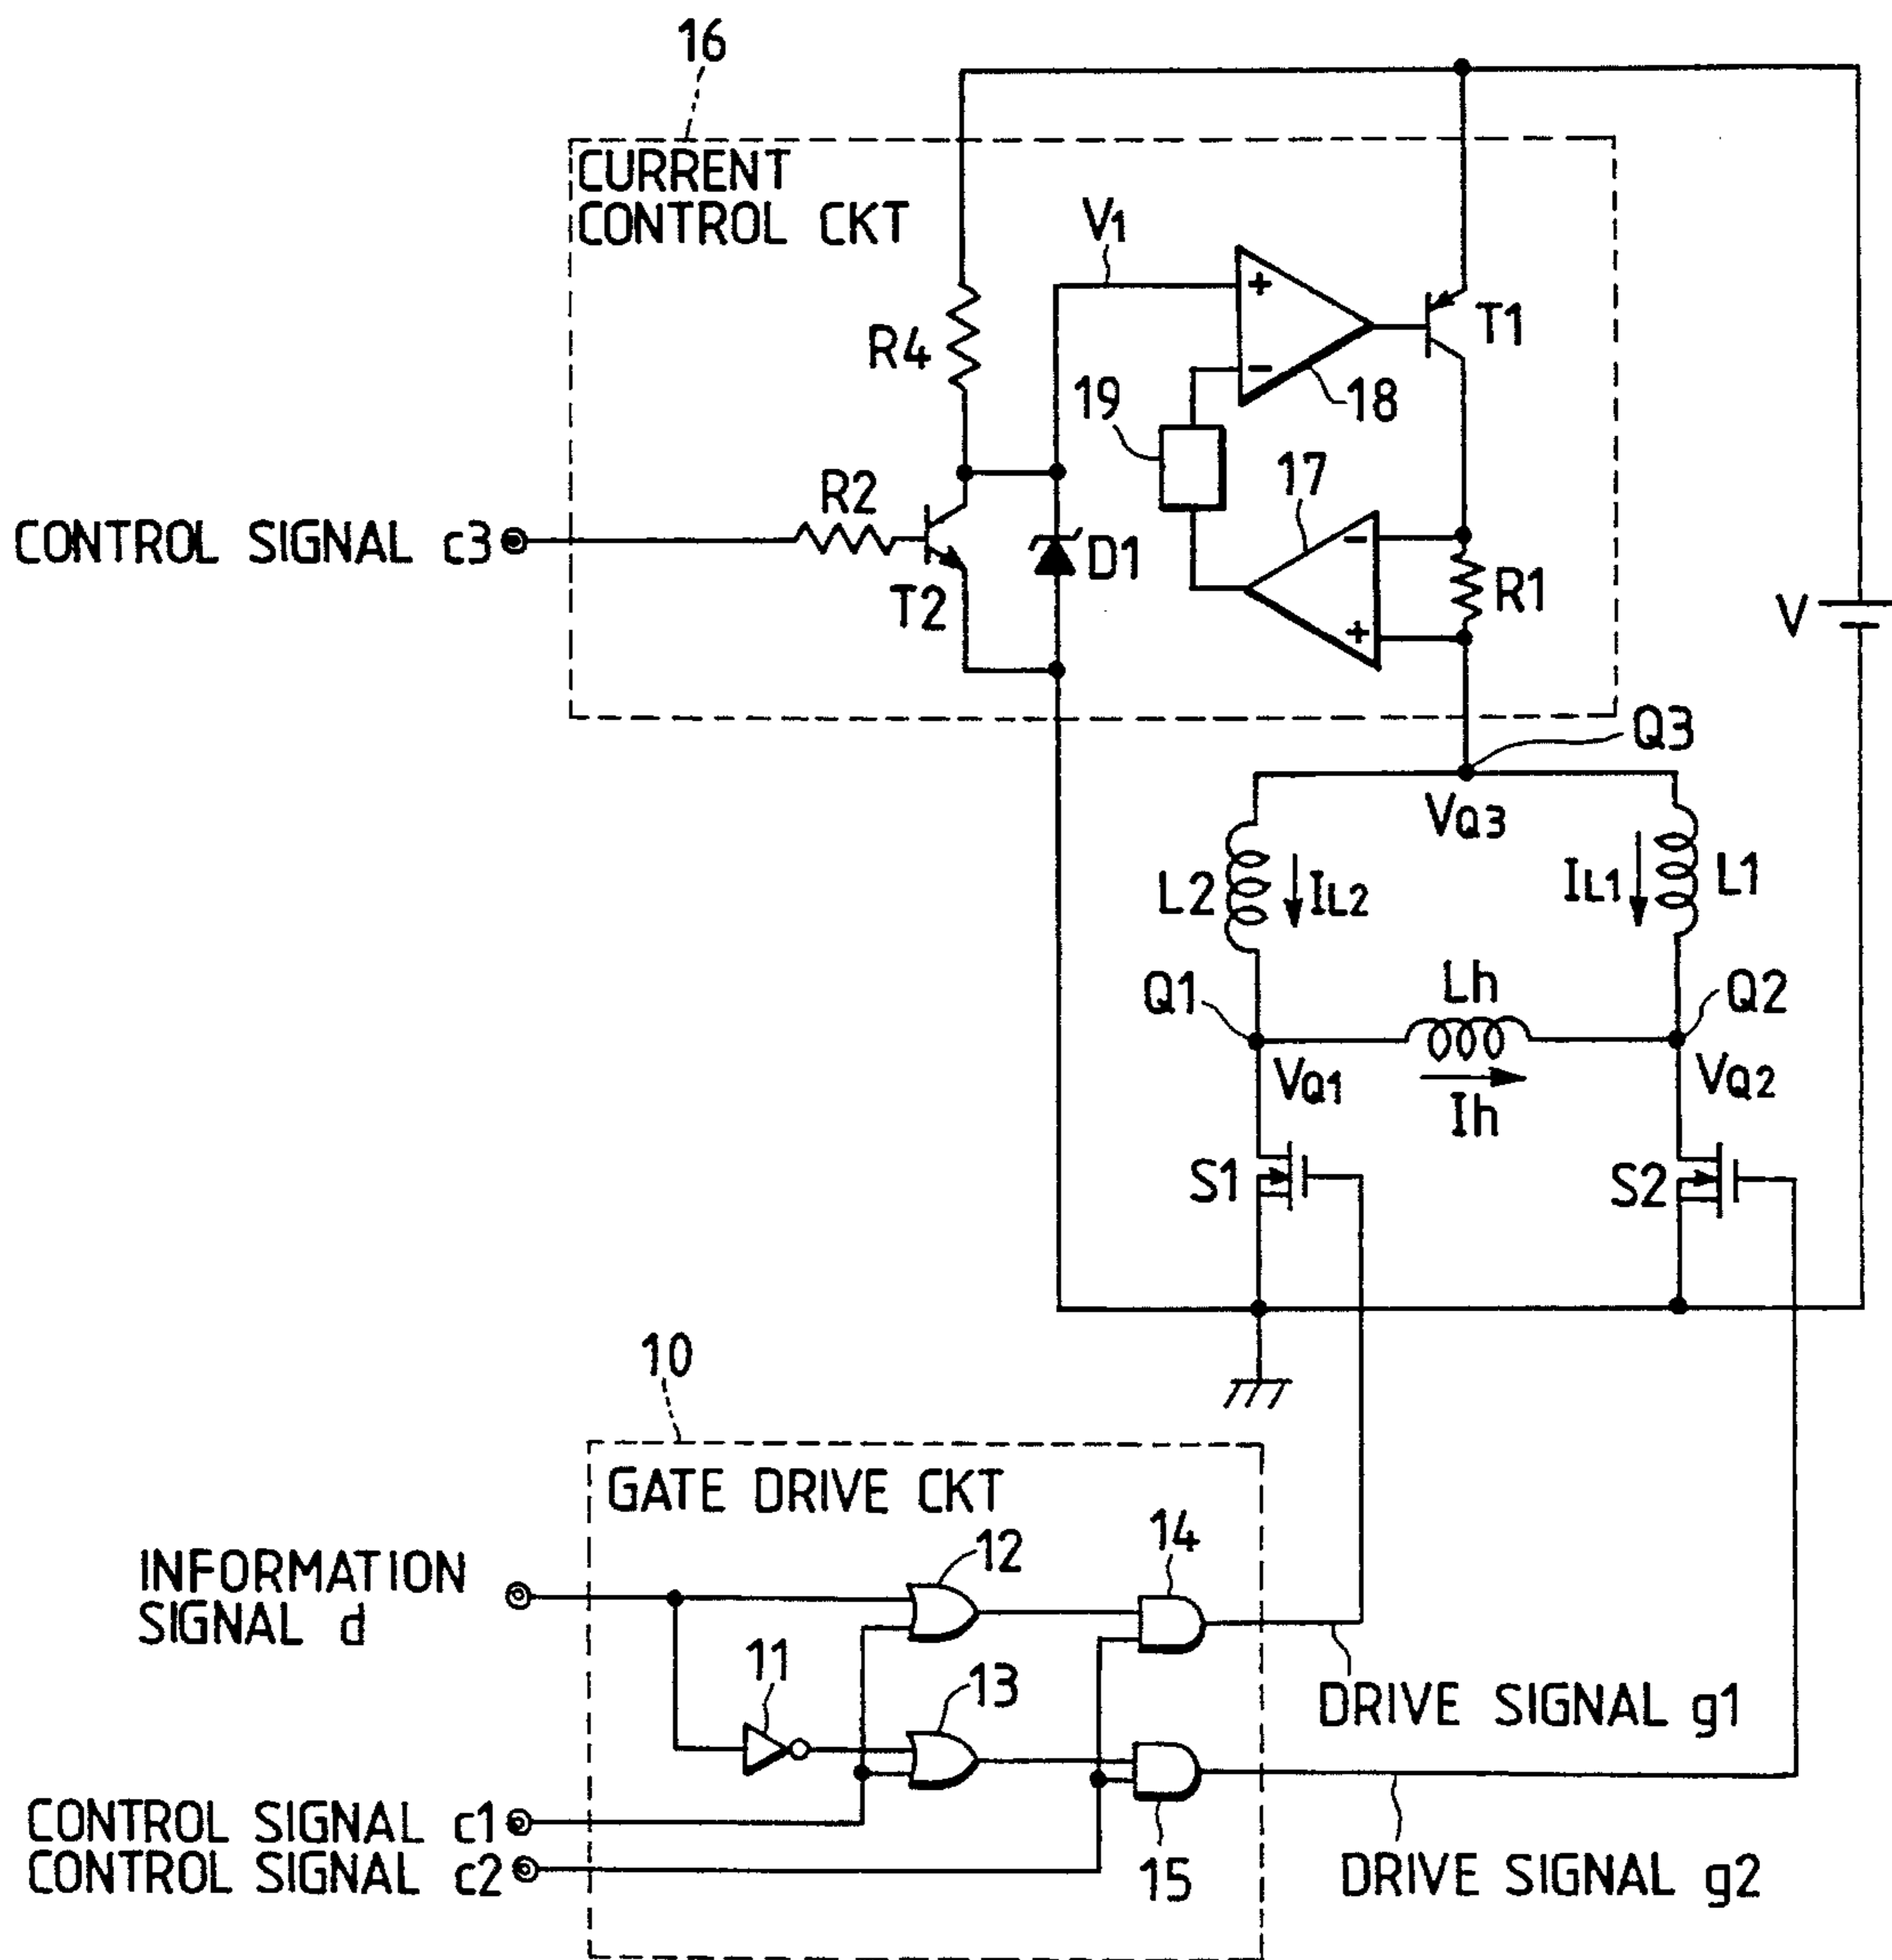 16
CURRENT
CONTROL CKT
V1
+
T1
R4
−
18
19
17
R2
CONTROL SIGNAL c3
−
D1
R1
T2
V
+
Q3
VQ3
L2
IL2
IL1
L1
Lh
Q1
Q2
VQ1
VQ2
Ih
S1
S2
10
GATE DRIVE CKT
INFORMATION
SIGNAL d
12
14
11
13
DRIVE SIGNAL g1
CONTROL SIGNAL c1
CONTROL SIGNAL c2
15
DRIVE SIGNAL g2